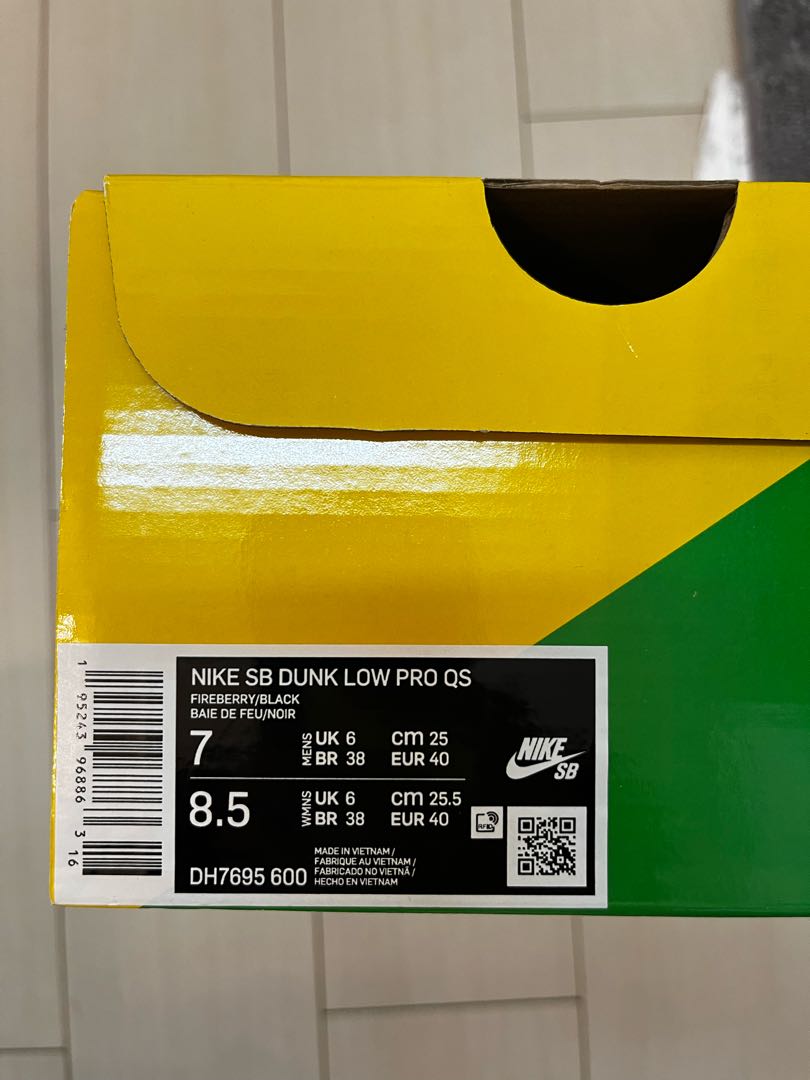 1 95243 96886 3 16
NIKE SB DUNK LOW PRO QS
FIREBERRY/BLACK
BAIE DE FEU/NOIR
7
MENS
UK 6 cm 25
BR 38 EUR 40
8.5
WMNS
UK 6 cm 25.5
BR 38 EUR 40
NIKE
SB
RFID
DH7695 600
MADE IN VIETNAM /
FABRIQUE AU VIETNAM /
FABRICADO NO VIETNÃ /
HECHO EN VIETNAM